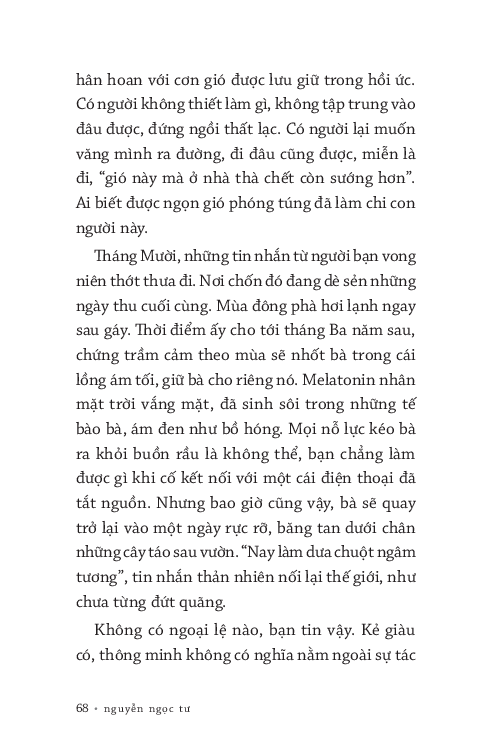 hân hoan với cơn gió được lưu giữ trong hồi ức.
Có người không thiết làm gì, không tập trung vào
đâu được, đứng ngồi thất lạc. Có người lại muốn
văng mình ra đường, đi đâu cũng được, miễn là
đi, “gió này mà ở nhà thà chết còn sướng hơn”.
Ai biết được ngọn gió phóng túng đã làm chi con
người này.
Tháng Mười, những tin nhắn từ người bạn vong
niên thớt thưa đi. Nơi chốn đó đang dè sẻn những
ngày thu cuối cùng. Mùa đông phà hơi lạnh ngay
sau gáy. Thời điểm ấy cho tới tháng Ba năm sau,
chứng trầm cảm theo mùa sẽ nhốt bà trong cái
lồng ám tối, giữ bà cho riêng nó. Melatonin nhân
mặt trời vắng mặt, đã sinh sôi trong những tế
bào bà, ám đen như bồ hóng. Mọi nỗ lực kéo bà
ra khỏi buồn rầu là không thể, bạn chẳng làm
được gì khi cố kết nối với một cái điện thoại đã
tắt nguồn. Nhưng bao giờ cũng vậy, bà sẽ quay
trở lại vào một ngày rực rỡ, băng tan dưới chân
những cây táo sau vườn. “Nay làm dưa chuột ngâm
tương”, tin nhắn thản nhiên nối lại thế giới, như
chưa từng đứt quãng.
Không có ngoại lệ nào, bạn tin vậy. Kẻ giàu
có, thông minh không có nghĩa nằm ngoài sự tác
68 • nguyễn ngọc tư